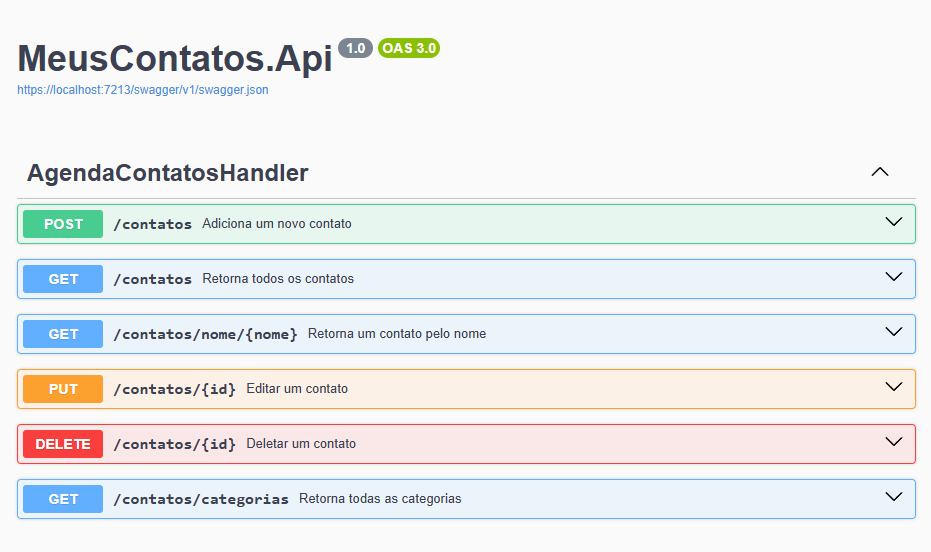 MeusContatos.Api 1.0 OAS 3.0
https://localhost:7213/swagger/v1/swagger.json
AgendaContatosHandler
POST /contatos Adiciona um novo contato
GET /contatos Retorna todos os contatos
GET /contatos/nome/{nome} Retorna um contato pelo nome
PUT /contatos/{id} Editar um contato
DELETE /contatos/{id} Deletar um contato
GET /contatos/categorias Retorna todas as categorias